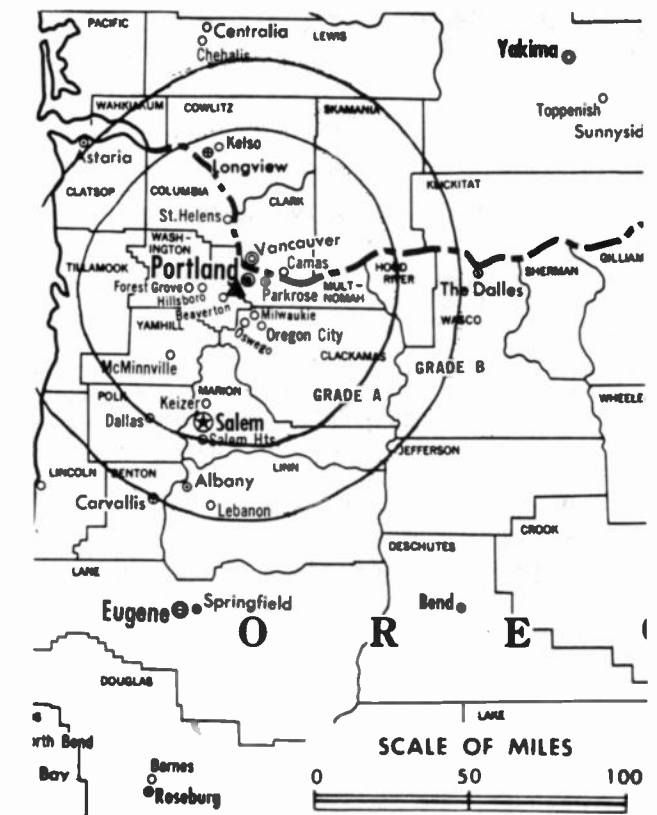 PACIFIC
Centralia
LEWIS
Chehalis
Yakima
WAHKIAKUM
COWLITZ
SKAMANIA
Toppenish
Sunnysid
Astaria
Kelso
Longview
CLATSOP
COLUMBIA
CLARK
KLICKITAT
St. Helens
WASH-
INGTON
Vancouver
TILLAMOOK
Portland
Camas
HOOD
RIVER
SHERMAN
GILLIAM
Forest Grove
Hillsboro
Parkrose
MULT-
NOMAH
The Dalles
Beaverton
Milwaukie
WASCO
YAMHILL
Oswego
Oregon City
McMinnville
CLACKAMAS
GRADE B
POLK
MARION
GRADE A
WHEELE
Keizer
Dallas
Salem
Salem Hts.
JEFFERSON
LINCOLN
BENTON
LINN
Albany
Carvallis
Lebanon
CROOK
DESCHUTES
LANE
Eugene
Springfield
Bend
O R E
DOUGLAS
LAKE
orth Bend
SCALE OF MILES
Bay
Barnes
0 50 100
Roseburg